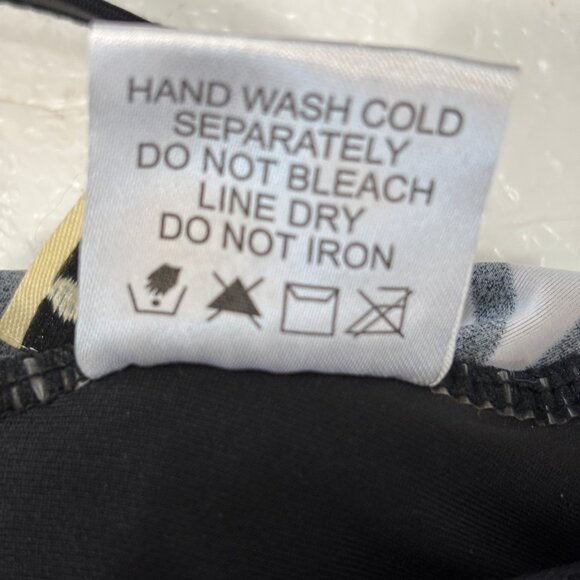 HAND WASH COLD
SEPARATELY
DO NOT BLEACH
LINE DRY
DO NOT IRON